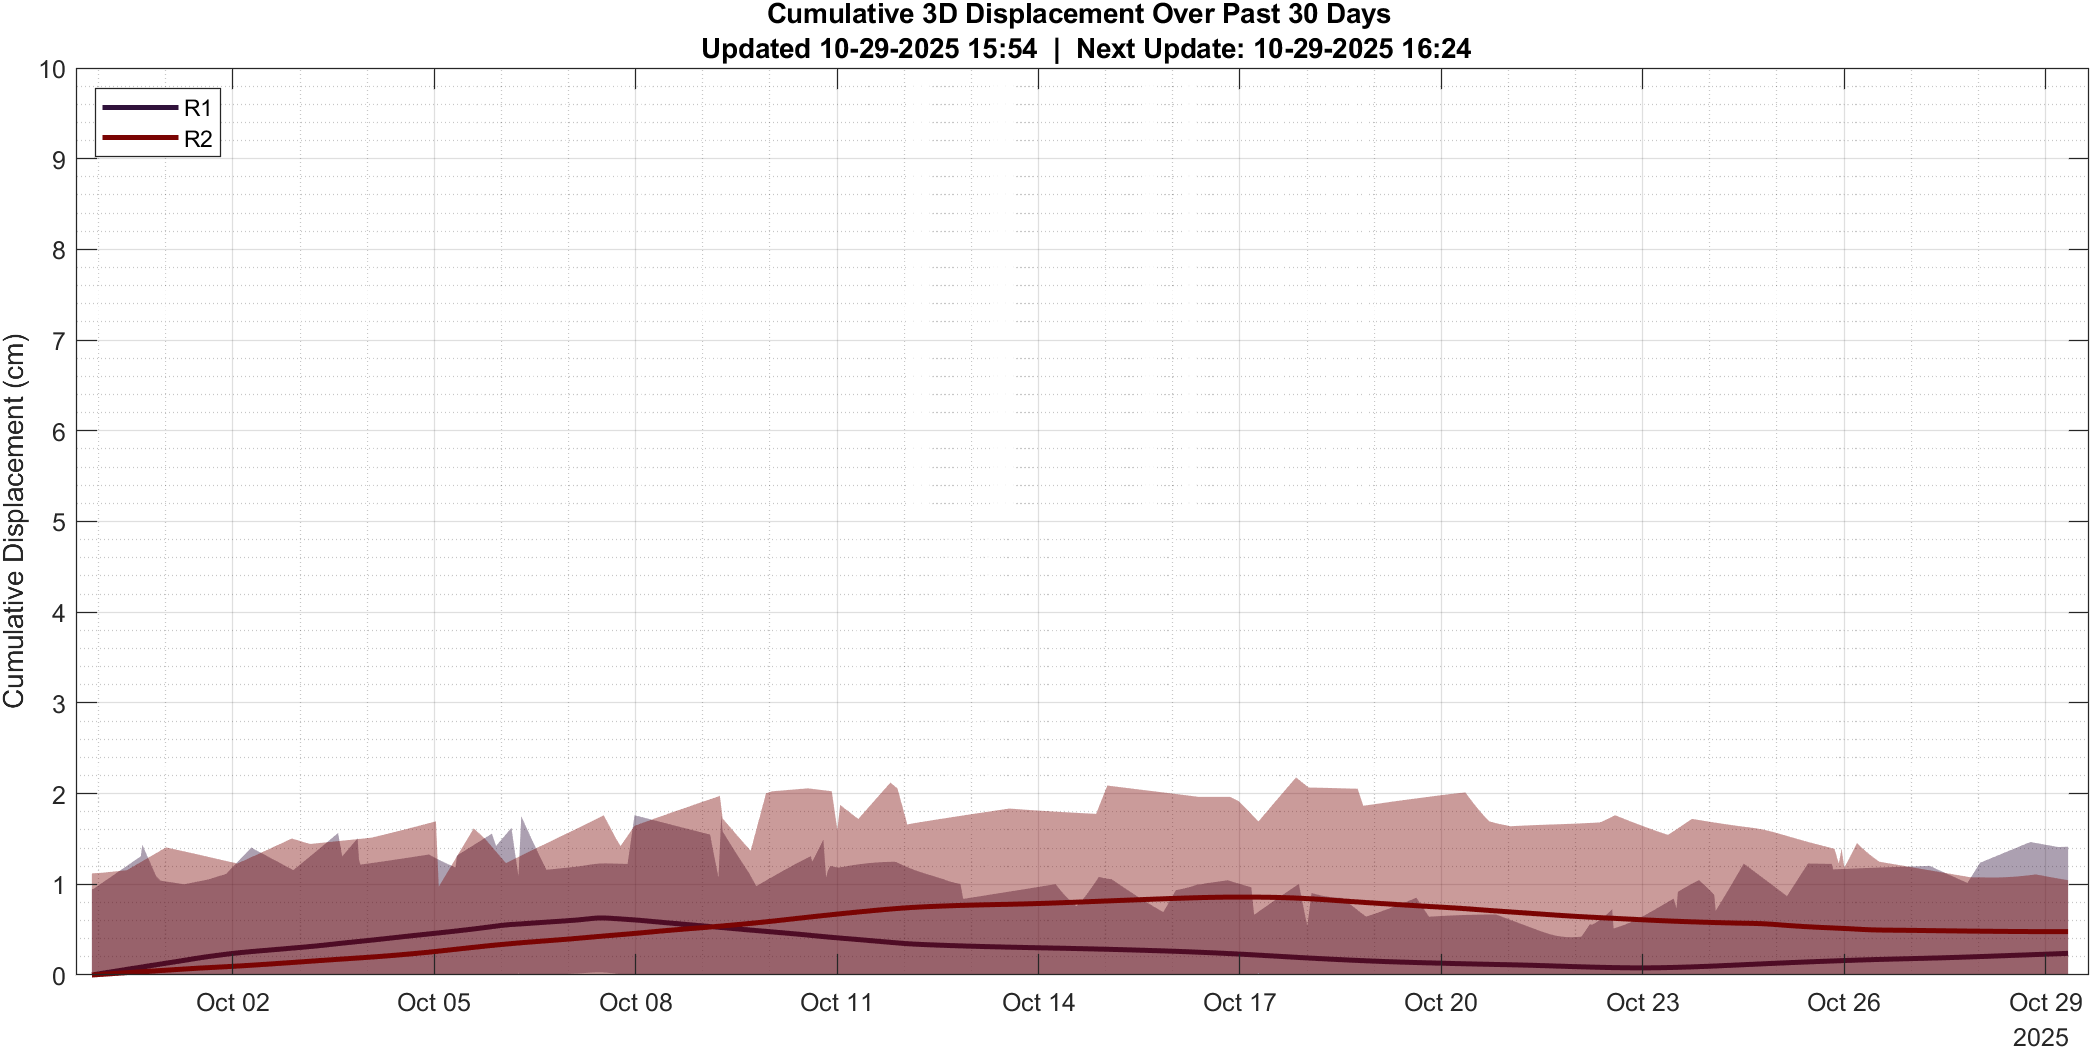 Cumulative 3D Displacement Over Past 30 Days
Updated 10-29-2025 15:54 | Next Update: 10-29-2025 16:24
R1
R2
Cumulative Displacement (cm)
10
9
8
7
6
5
4
3
2
1
0
Oct 02 Oct 05 Oct 08 Oct 11 Oct 14 Oct 17 Oct 20 Oct 23 Oct 26 Oct 29
2025